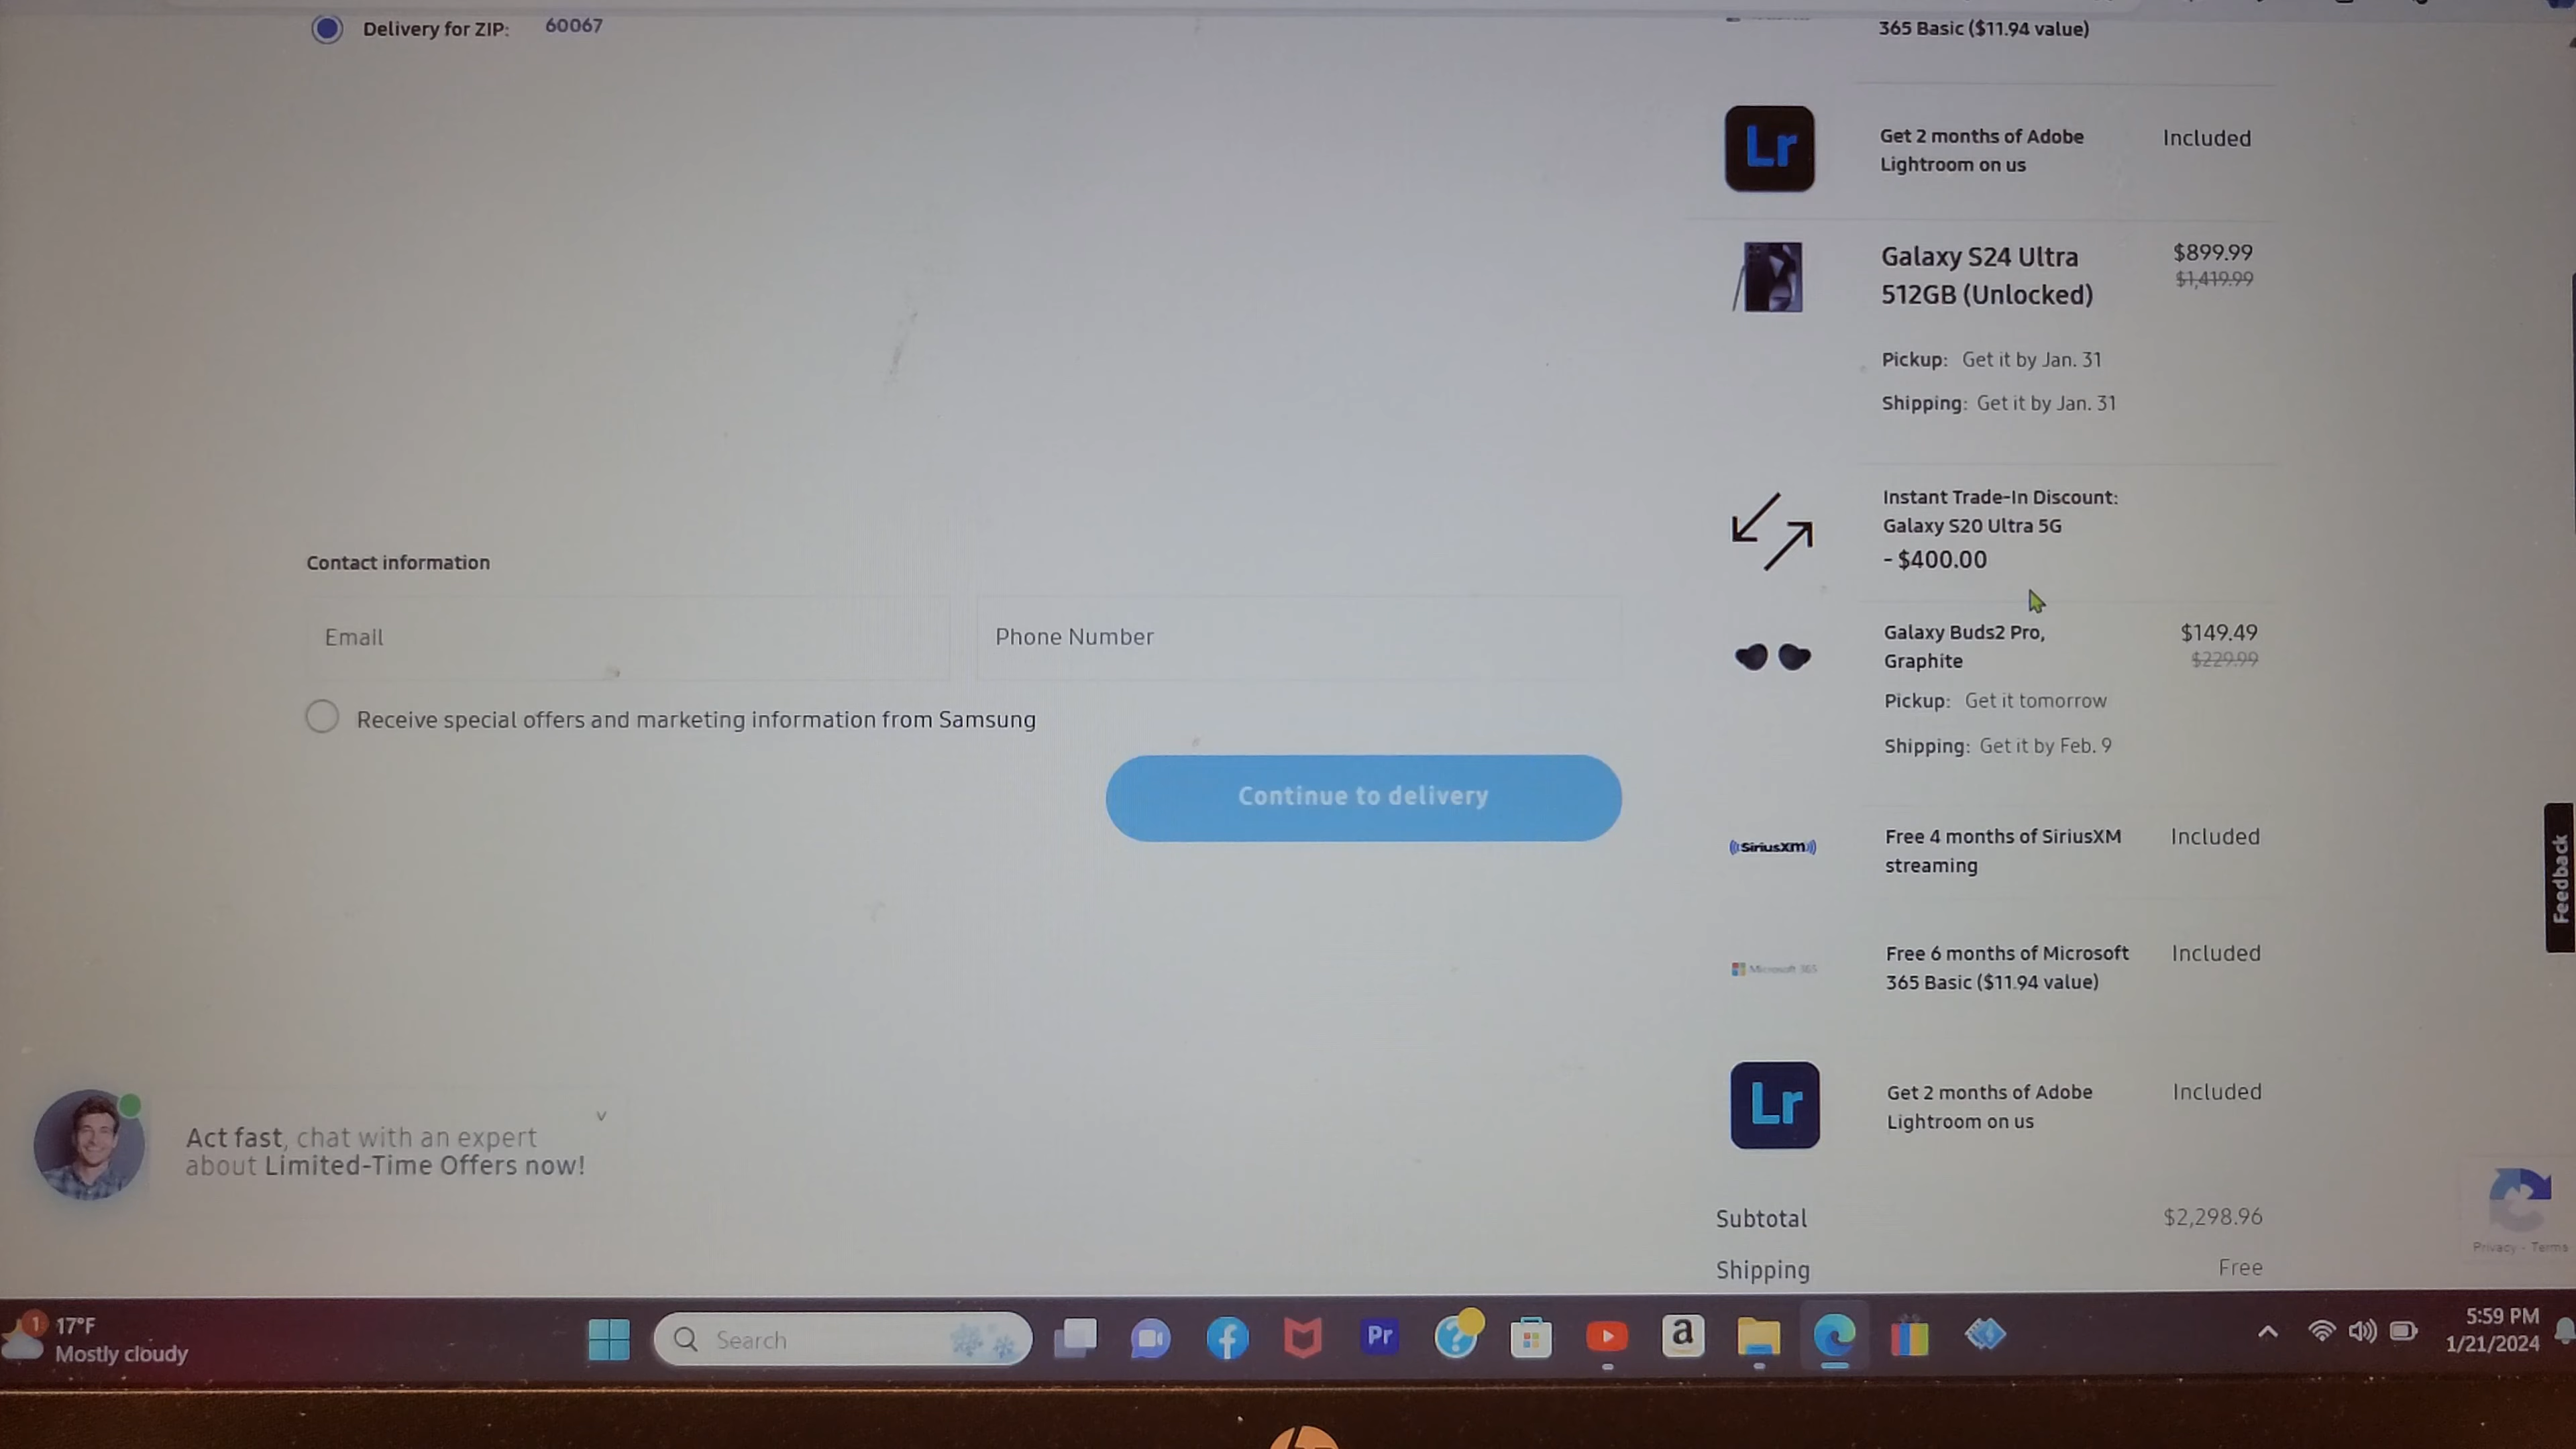 Delivery for ZIP: 60067
365 Basic ($11.94 value)
Lr
Get 2 months of Adobe
Lightroom on us
Included
Galaxy S24 Ultra
512GB (Unlocked)
$899.99
$1,419.99
Pickup: Get it by Jan. 31
Shipping: Get it by Jan. 31
Instant Trade-In Discount:
Galaxy S20 Ultra 5G
- $400.00
Contact information
Email
Phone Number
Receive special offers and marketing information from Samsung
Continue to delivery
Galaxy Buds2 Pro,
Graphite
$149.49
$229.99
Pickup: Get it tomorrow
Shipping: Get it by Feb. 9
((SiriusXM))
Free 4 months of SiriusXM
streaming
Included
Feedback
Microsoft 365
Free 6 months of Microsoft
365 Basic ($11.94 value)
Included
Lr
Get 2 months of Adobe
Lightroom on us
Included
Act fast, chat with an expert
about Limited-Time Offers now!
Subtotal
$2,298.96
Shipping
Free
Privacy - Terms
1
17°F
Mostly cloudy
Search
Pr
?
a
5:59 PM
1/21/2024
hp